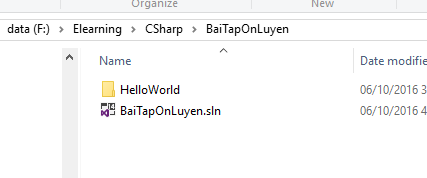 Organize New
data (F:) > Elearning > CSharp > BaiTapOnLuyen
Name Date modifie
HelloWorld 06/10/2016 3
BaiTapOnLuyen.sln 06/10/2016 4